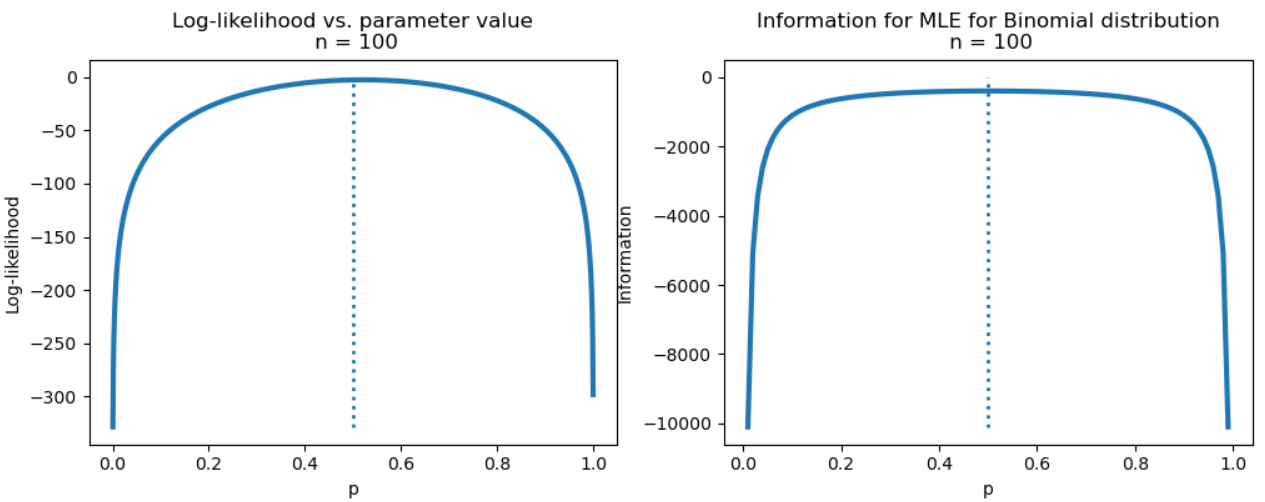 Log-likelihood vs. parameter value
n = 100
0
−50
−100
−150
−200
−250
−300
Log-likelihood
0.0 0.2 0.4 0.6 0.8 1.0
p
Information for MLE for Binomial distribution
n = 100
0
−2000
−4000
−6000
−8000
−10000
Information
0.0 0.2 0.4 0.6 0.8 1.0
p